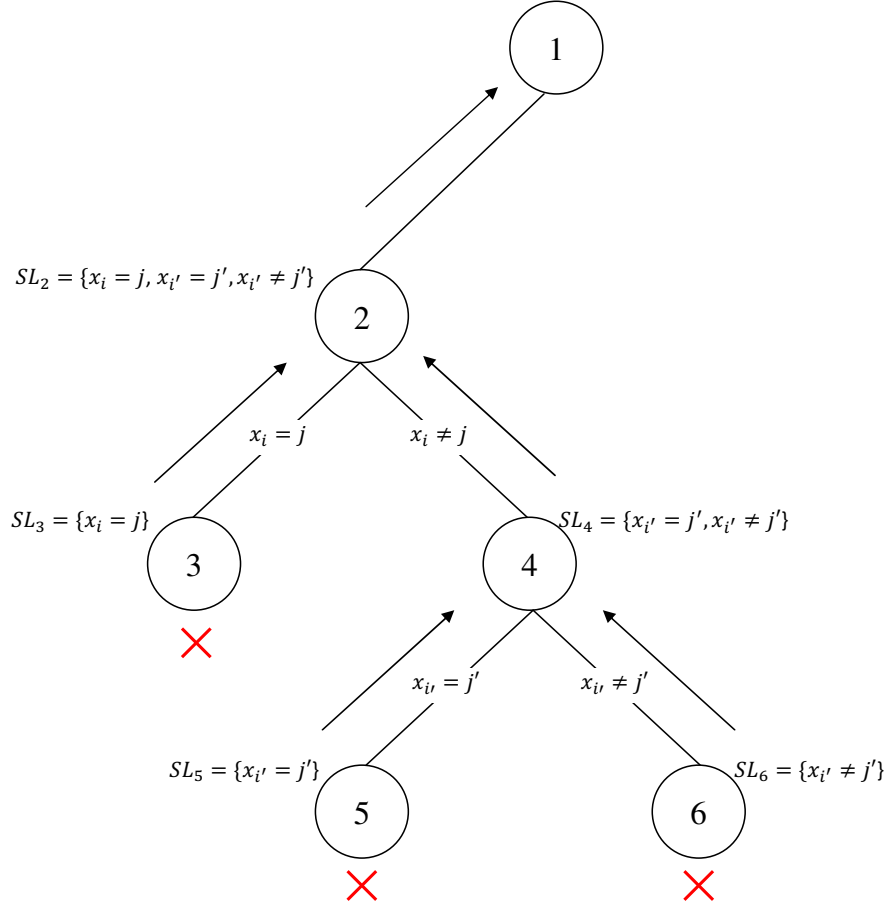 1
SL₂ = {xᵢ = j, xᵢ′ = j′, xᵢ′ ≠ j′}
2
xᵢ = j
xᵢ ≠ j
SL₃ = {xᵢ = j}
SL₄ = {xᵢ′ = j′, xᵢ′ ≠ j′}
3
4
xᵢ′ = j′
xᵢ′ ≠ j′
SL₅ = {xᵢ′ = j′}
SL₆ = {xᵢ′ ≠ j′}
5
6